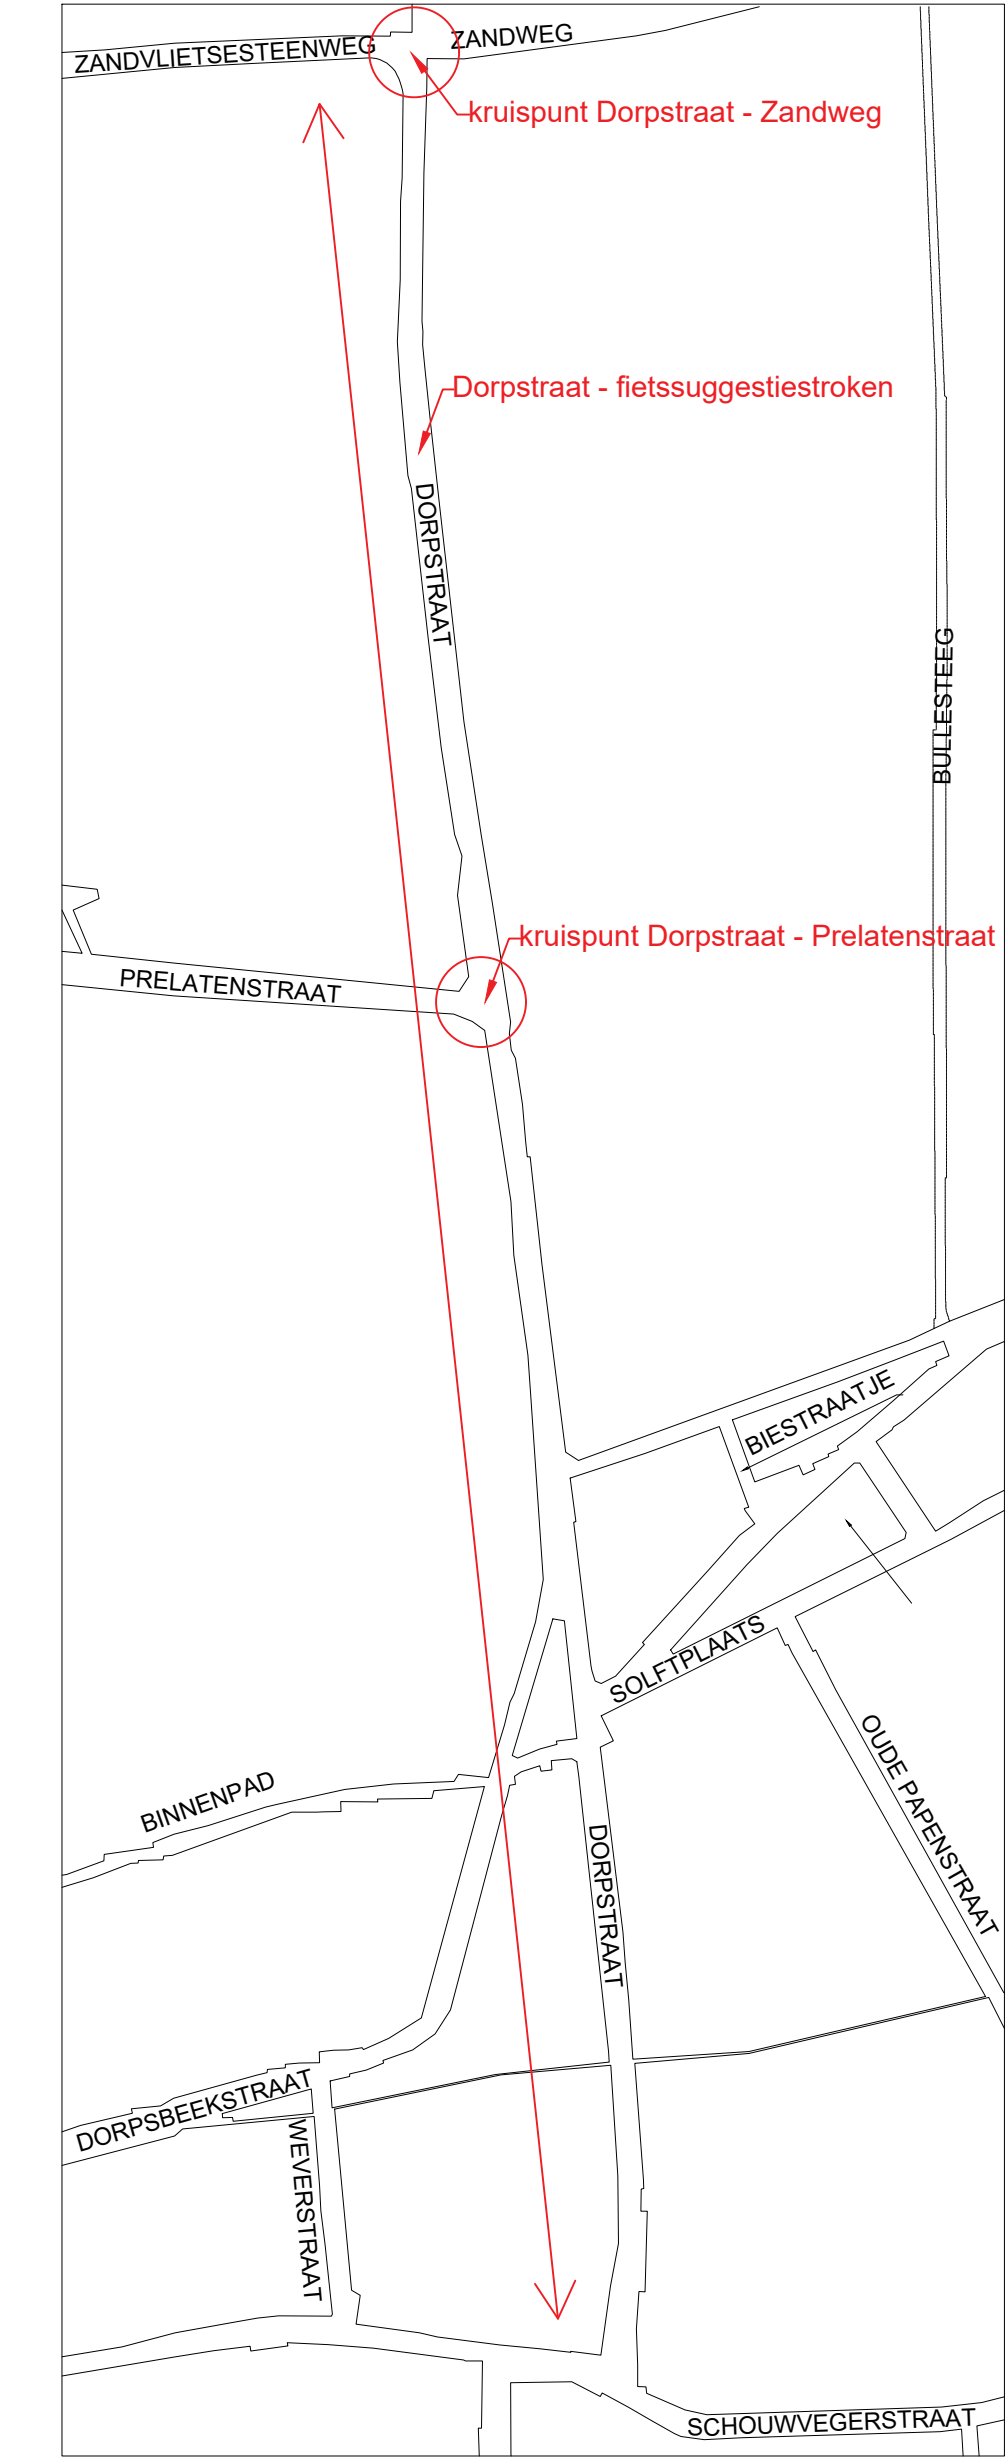 ZANDVLIETSESTEENWEG
ZANDWEG
kruispunt Dorpstraat - Zandweg
Dorpstraat - fietssuggestiestroken
DORPSTRAAT
BULLESTEEG
kruispunt Dorpstraat - Prelatenstraat
PRELATENSTRAAT
BIESTRAATJE
SOLFTPLAATS
OUDE PAPENSTRAAT
BINNENPAD
DORPSTRAAT
DORPSBEEKSTRAAT
WEVERSTRAAT
SCHOUWVEGERSTRAAT